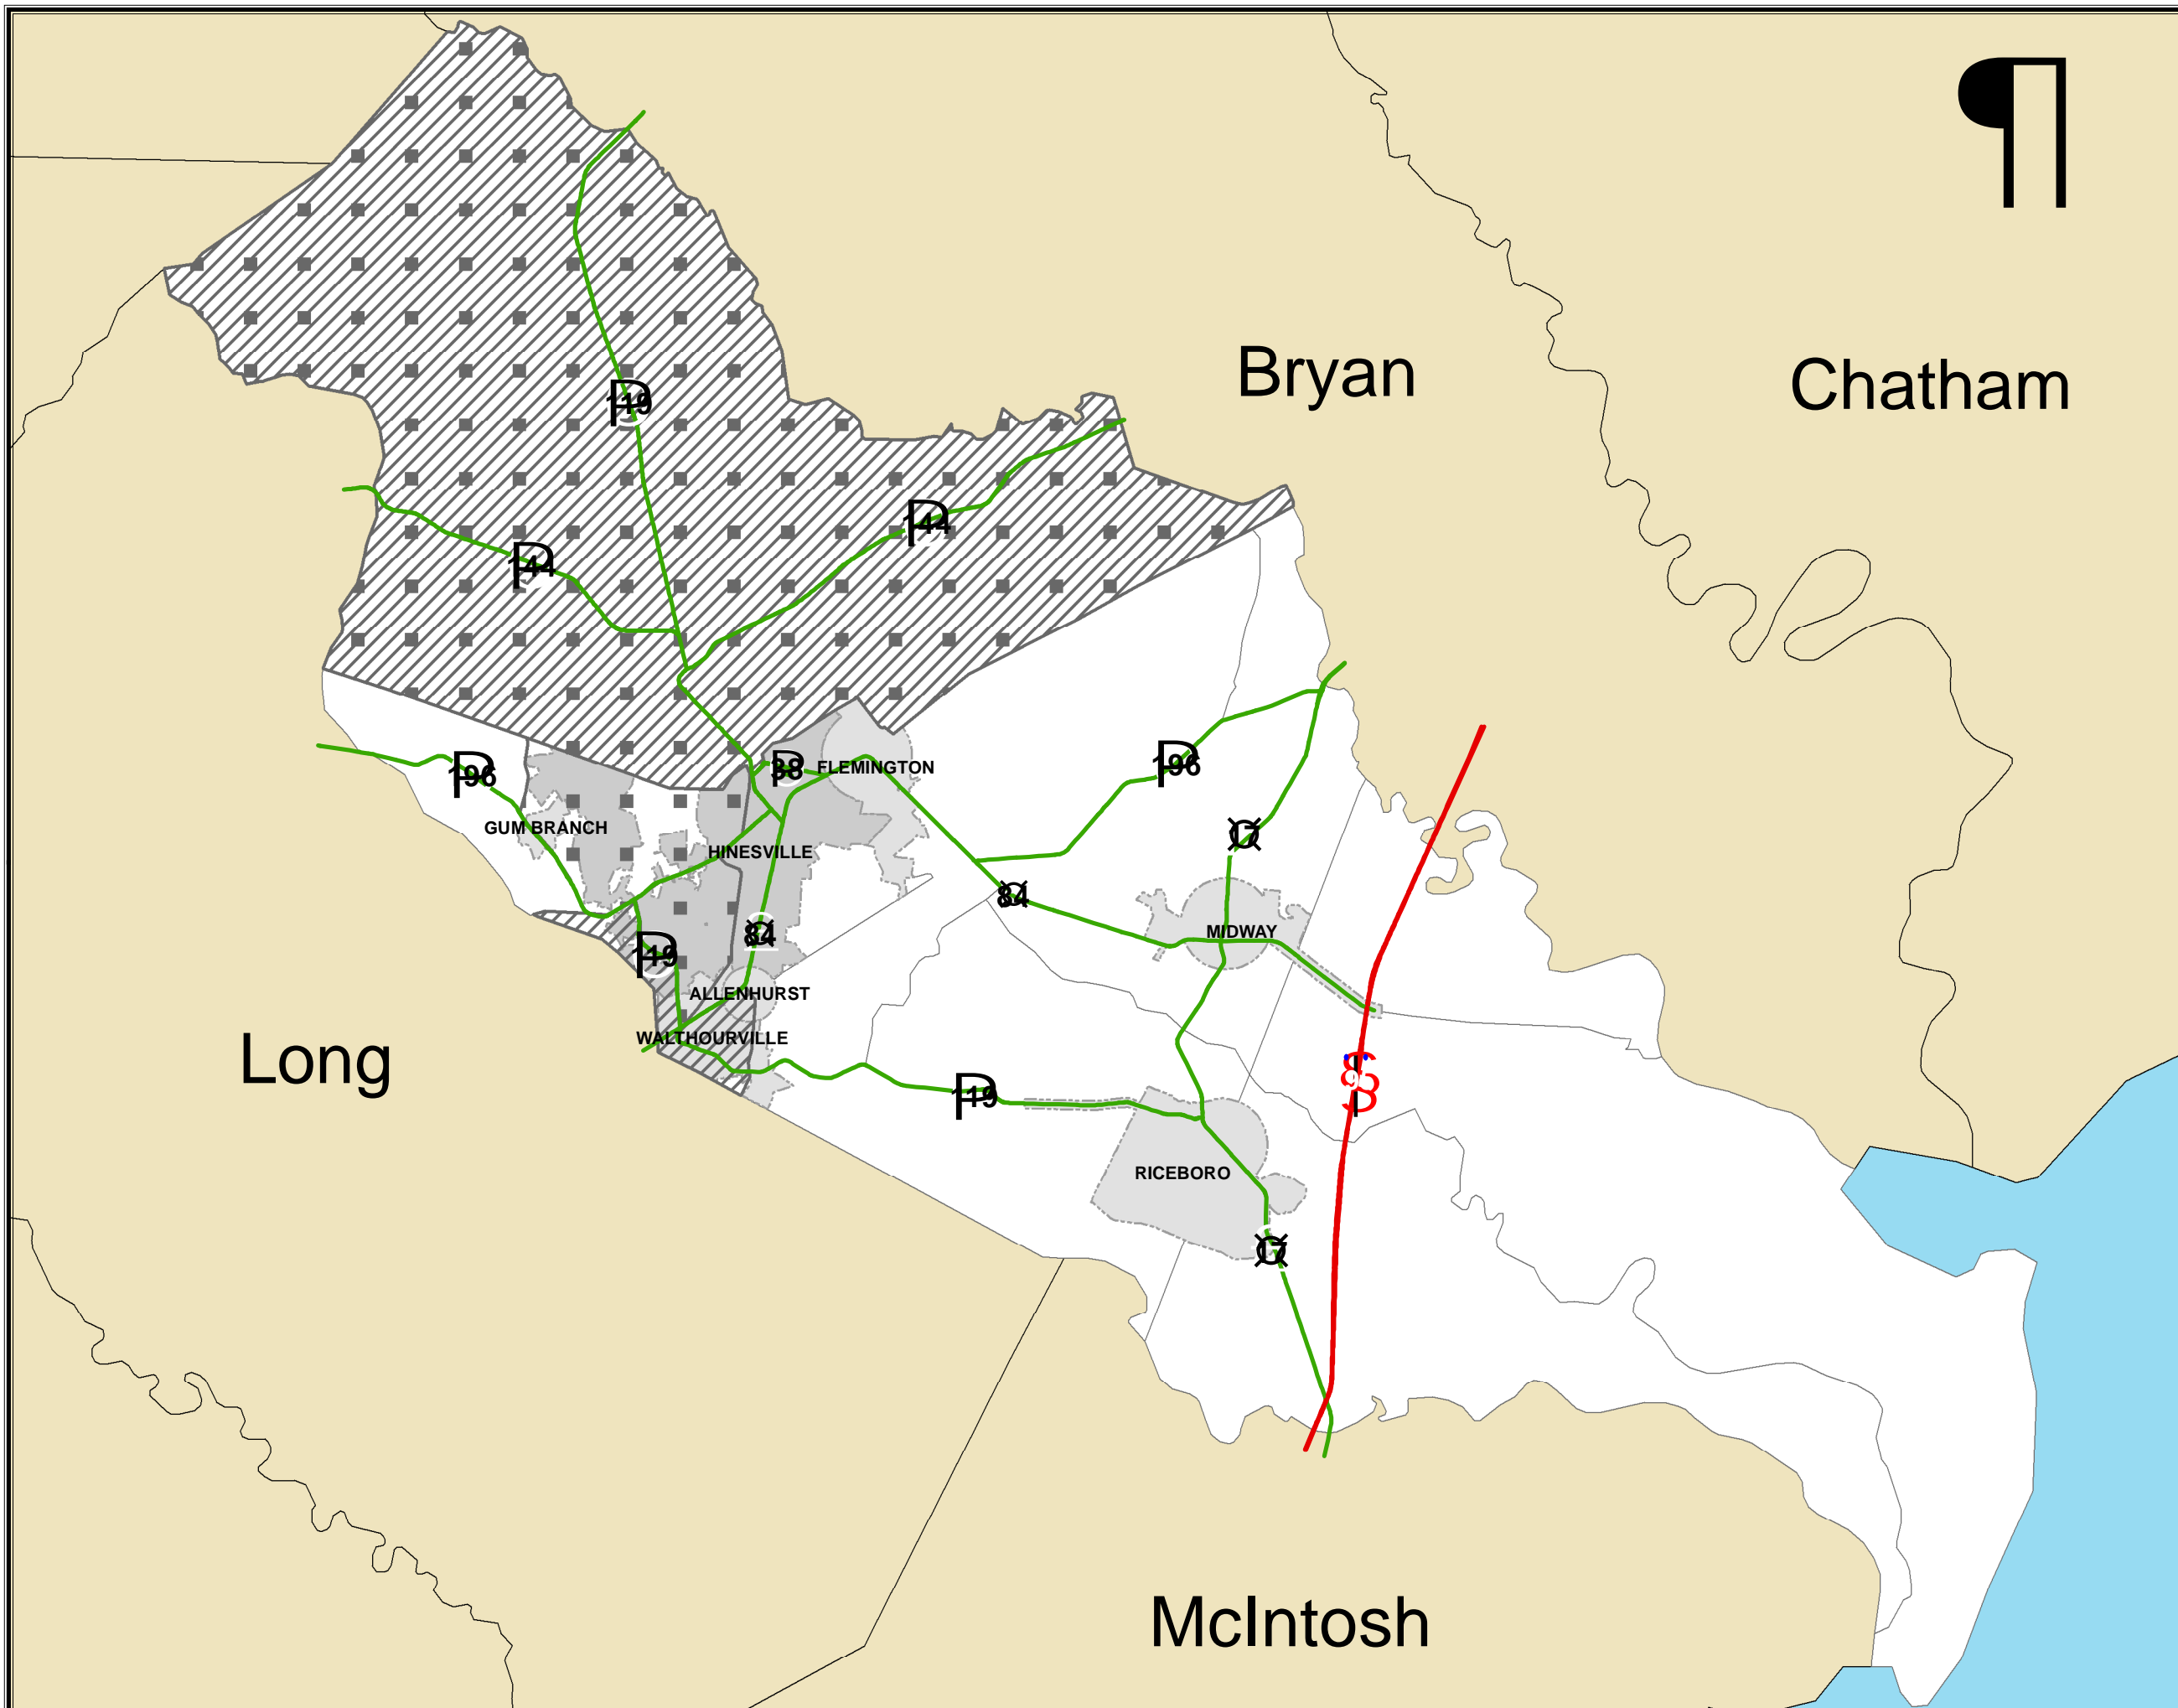 ¶
Bryan
Chatham
P
119
P
144
P
144
P
196
P
196
P
38
FLEMINGTON
GUM BRANCH
HINESVILLE
17
84
84
MIDWAY
P
119
ALLENHURST
WALTHOURVILLE
Long
P
119
RICEBORO
17
McIntosh